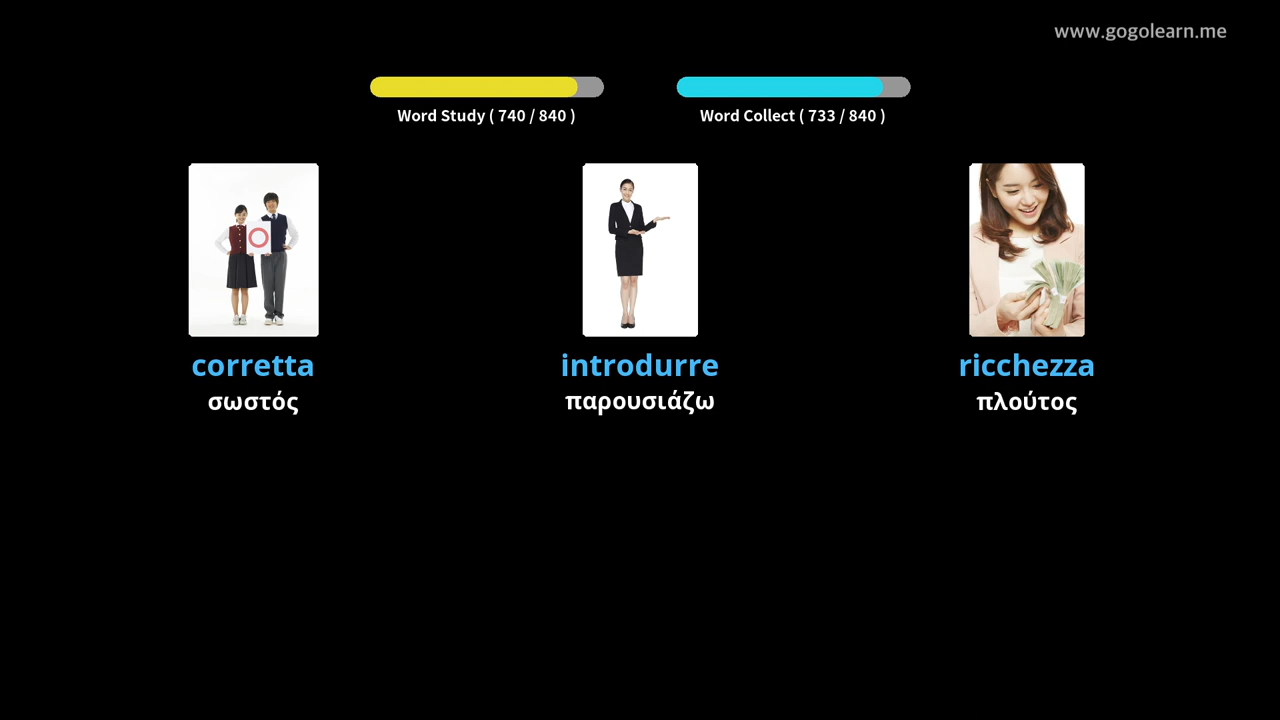 www.gogolearn.me
Word Study ( 740 / 840 )
Word Collect ( 733 / 840 )
corretta
σωστός
introdurre
παρουσιάζω
ricchezza
πλούτος